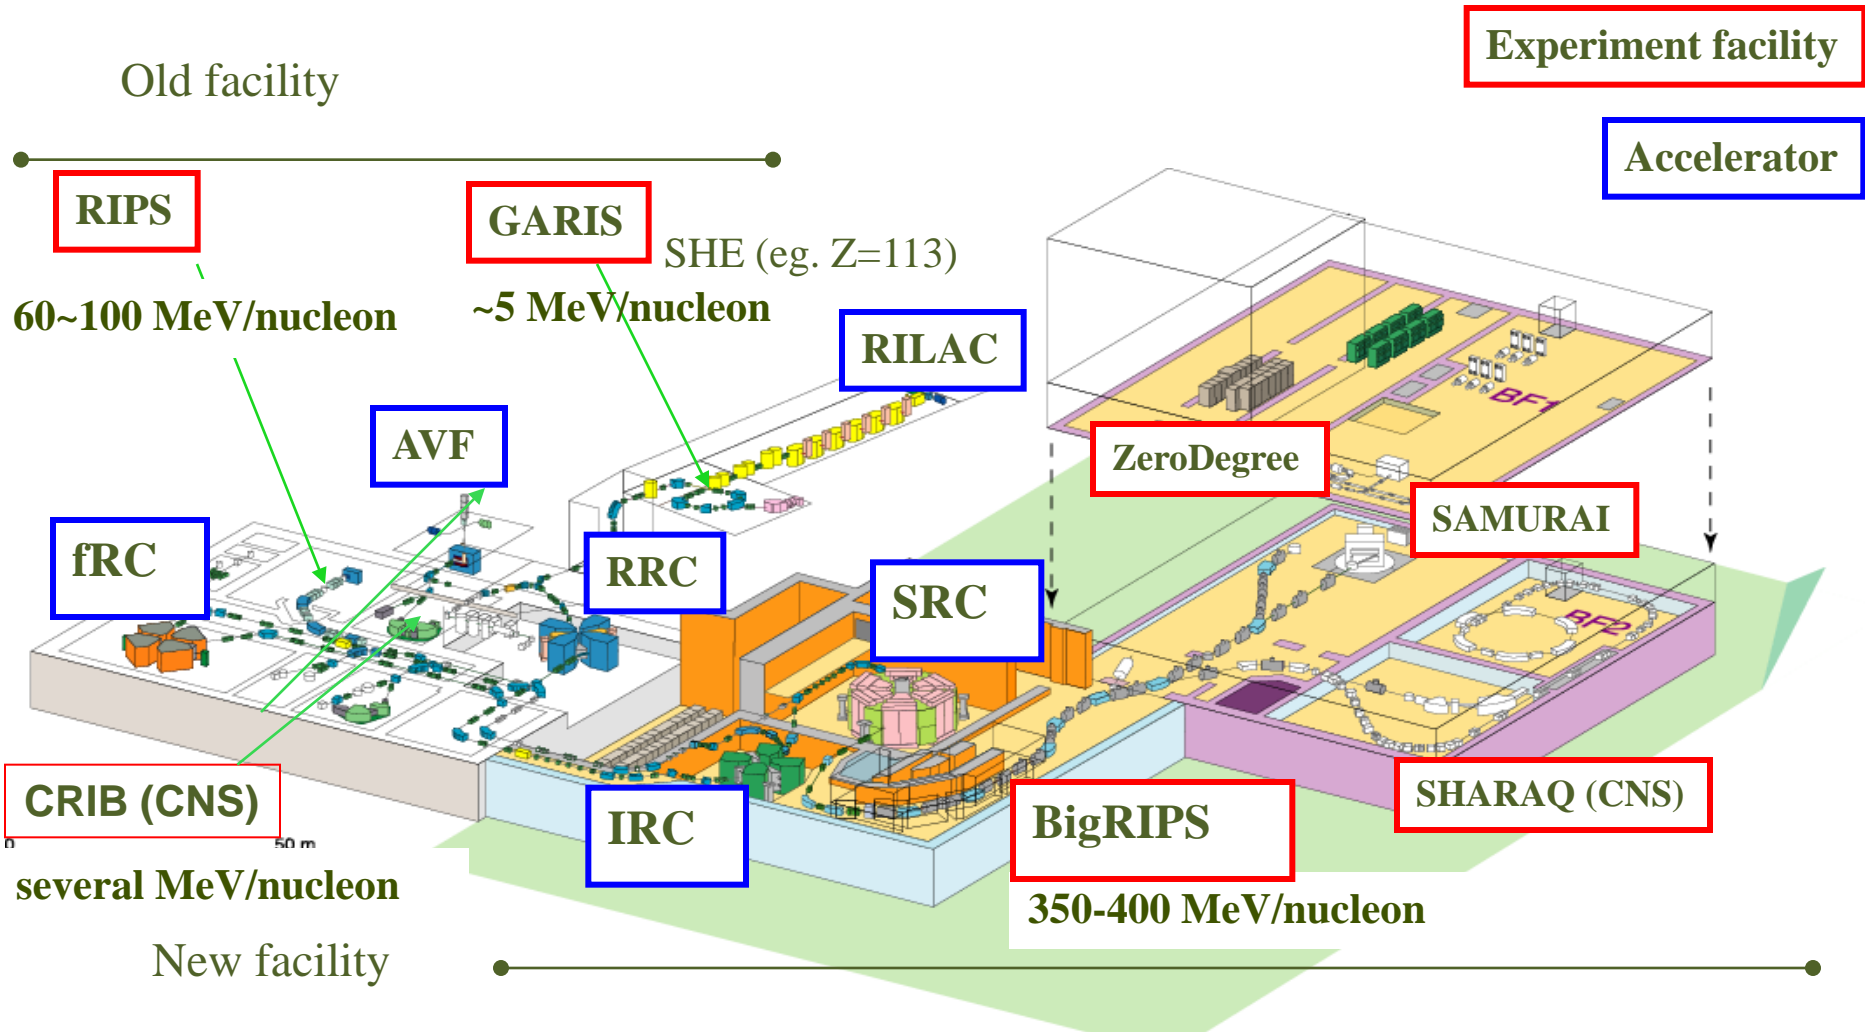 Experiment facility
Old facility
Accelerator
RIPS
GARIS
SHE (eg. Z=113)
60~100 MeV/nucleon
~5 MeV/nucleon
RILAC
BF1
AVF
ZeroDegree
SAMURAI
fRC
RRC
SRC
BF2
CRIB (CNS)
SHARAQ (CNS)
IRC
BigRIPS
0 50 m
several MeV/nucleon
350-400 MeV/nucleon
New facility